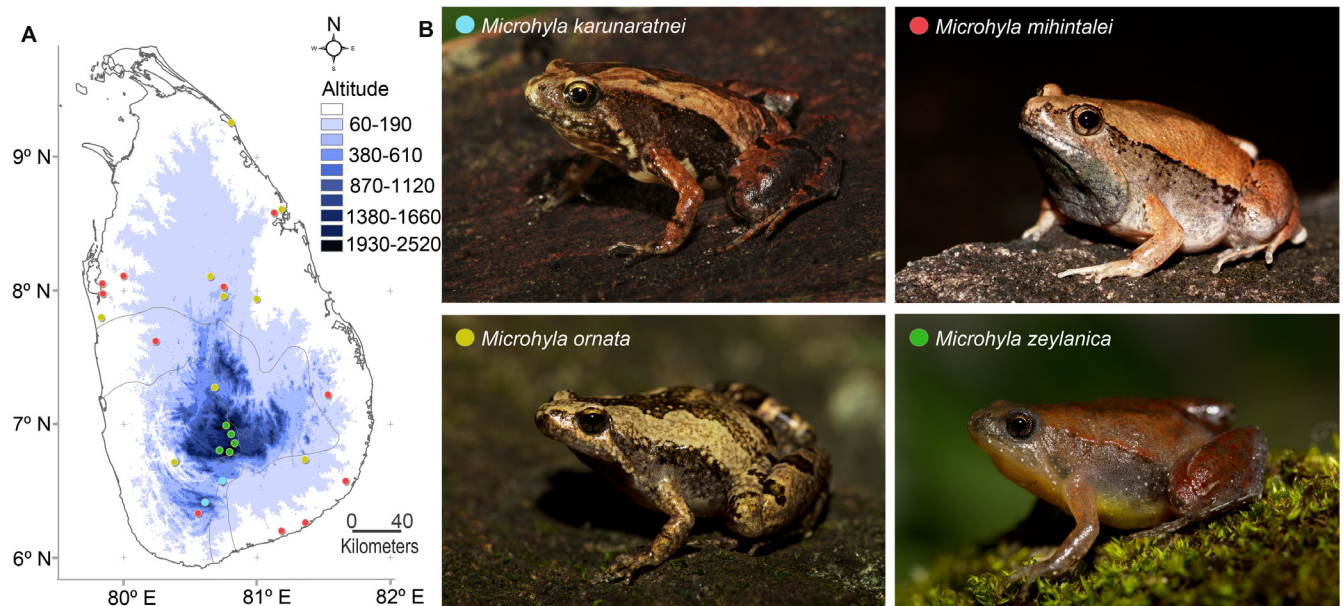 A
N
W
E
S
Altitude
60-190
380-610
870-1120
1380-1660
1930-2520
9º N
8º N
7º N
6º N
0 40
Kilometers
80º E
81º E
82º E
B
Microhyla karunaratnei
Microhyla mihintalei
Microhyla ornata
Microhyla zeylanica